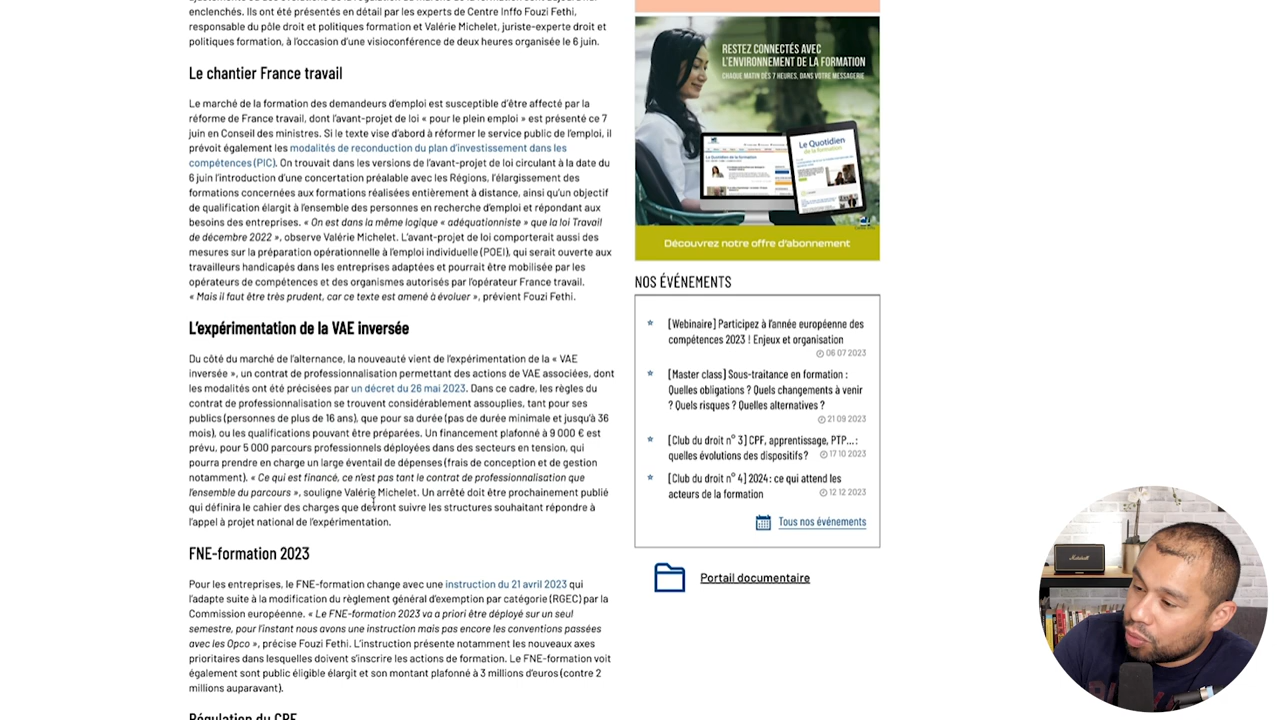 enclenchés. Ils ont été présentés en détail par les experts de Centre Inffo Fouzi Fethi,
responsable du pôle droit et politiques formation et Valérie Michelet, juriste-experte droit et
politiques formation, à l'occasion d'une visioconférence de deux heures organisée le 6 juin.
Le chantier France travail
Le marché de la formation des demandeurs d'emploi est susceptible d'être affecté par la
réforme de France travail, dont l'avant-projet de loi « pour le plein emploi » est présenté ce 7
juin en Conseil des ministres. Si le texte vise d'abord à réformer le service public de l'emploi, il
prévoit également les modalités de reconduction du plan d'investissement dans les
compétences (PIC). On trouvait dans les versions de l'avant-projet de loi circulant à la date du
6 juin l'introduction d'une concertation préalable avec les Régions, l'élargissement des
formations concernées aux formations réalisées entièrement à distance, ainsi qu'un objectif
de qualification élargit à l'ensemble des personnes en recherche d'emploi et répondant aux
besoins des entreprises. « On est dans la même logique « adéquationniste » que la loi Travail
de décembre 2022 », observe Valérie Michelet. L'avant-projet de loi comporterait aussi des
mesures sur la préparation opérationnelle à l'emploi individuelle (POEI), qui serait ouverte aux
travailleurs handicapés dans les entreprises adaptées et pourrait être mobilisée par les
opérateurs de compétences et des organismes autorisés par l'opérateur France travail.
« Mais il faut être très prudent, car ce texte est amené à évoluer », prévient Fouzi Fethi.
L'expérimentation de la VAE inversée
Du côté du marché de l'alternance, la nouveauté vient de l'expérimentation de la « VAE
inversée », un contrat de professionnalisation permettant des actions de VAE associées, dont
les modalités ont été précisées par un décret du 26 mai 2023. Dans ce cadre, les règles du
contrat de professionnalisation se trouvent considérablement assouplies, tant pour ses
publics (personnes de plus de 16 ans), que pour sa durée (pas de durée minimale et jusqu'à 36
mois), ou les qualifications pouvant être préparées. Un financement plafonné à 9 000 € est
prévu, pour 5 000 parcours professionnels déployées dans des secteurs en tension, qui
pourra prendre en charge un large éventail de dépenses (frais de conception et de gestion
notamment). « Ce qui est financé, ce n'est pas tant le contrat de professionnalisation que
l'ensemble du parcours », souligne Valérie Michelet. Un arrêté doit être prochainement publié
qui définira le cahier des charges que devront suivre les structures souhaitant répondre à
l'appel à projet national de l'expérimentation.
FNE-formation 2023
Pour les entreprises, le FNE-formation change avec une instruction du 21 avril 2023 qui
l'adapte suite à la modification du règlement général d'exemption par catégorie (RGEC) par la
Commission européenne. « Le FNE-formation 2023 va a priori être déployé sur un seul
semestre, pour l'instant nous avons une instruction mais pas encore les conventions passées
avec les Opco », précise Fouzi Fethi. L'instruction présente notamment les nouveaux axes
prioritaires dans lesquelles doivent s'inscrire les actions de formation. Le FNE-formation voit
également sont public éligible élargit et son montant plafonné à 3 millions d'euros (contre 2
millions auparavant).
Régulation du CPF
RESTEZ CONNECTÉS AVEC
L'ENVIRONNEMENT DE LA FORMATION
CHAQUE MATIN DÈS 7 HEURES, DANS VOTRE MESSAGERIE
Le Quotidien
de la formation
Découvrez notre offre d'abonnement
NOS ÉVÉNEMENTS
[Webinaire] Participez à l'année européenne des
compétences 2023 ! Enjeux et organisation
06 07 2023
[Master class] Sous-traitance en formation :
Quelles obligations ? Quels changements à venir
? Quels risques ? Quelles alternatives ?
21 09 2023
[Club du droit n° 3] CPF, apprentissage, PTP... :
quelles évolutions des dispositifs? 17 10 2023
[Club du droit n° 4] 2024 : ce qui attend les
acteurs de la formation 12 12 2023
Tous nos événements
Portail documentaire
Marshall